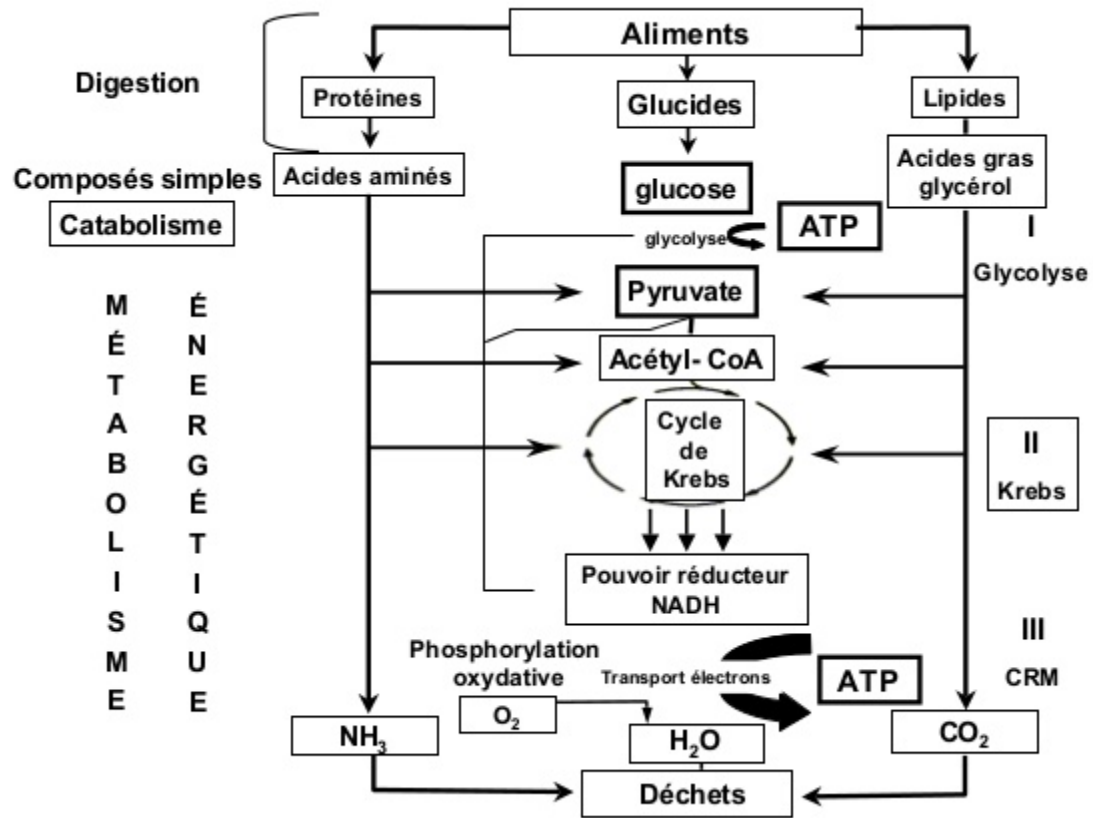 Aliments
Digestion
Protéines
Glucides
Lipides
Composés simples
Acides aminés
Acides gras
glycérol
Catabolisme
glucose
ATP
I
glycolyse
Glycolyse
Pyruvate
Acétyl- CoA
Cycle
de
Krebs
II
Krebs
MÉTABOLISME
ÉNERGÉTIQUE
Pouvoir réducteur
NADH
III
CRM
Phosphorylation
oxydative
Transport électrons
ATP
O₂
NH₃
H₂O
CO₂
Déchets